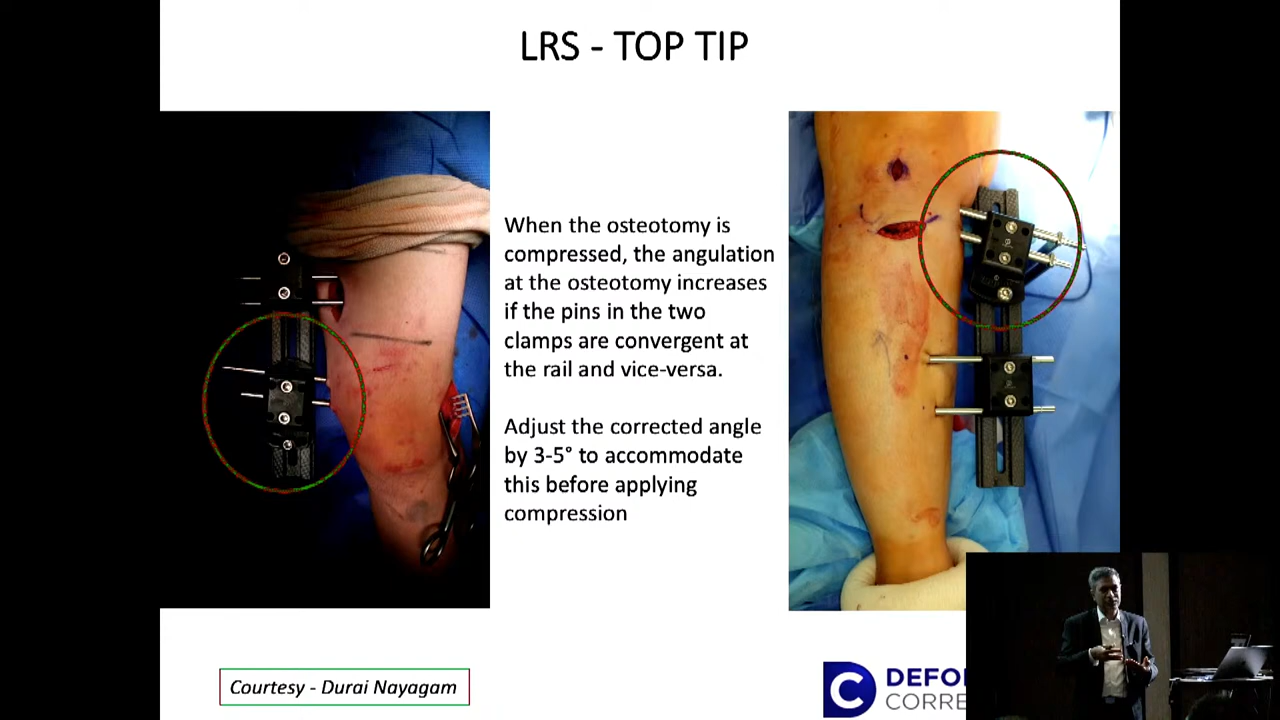 LRS - TOP TIP
When the osteotomy is
compressed, the angulation
at the osteotomy increases
if the pins in the two
clamps are convergent at
the rail and vice-versa.
Adjust the corrected angle
by 3-5° to accommodate
this before applying
compression
Courtesy - Durai Nayagam
C
DEFO
CORRE